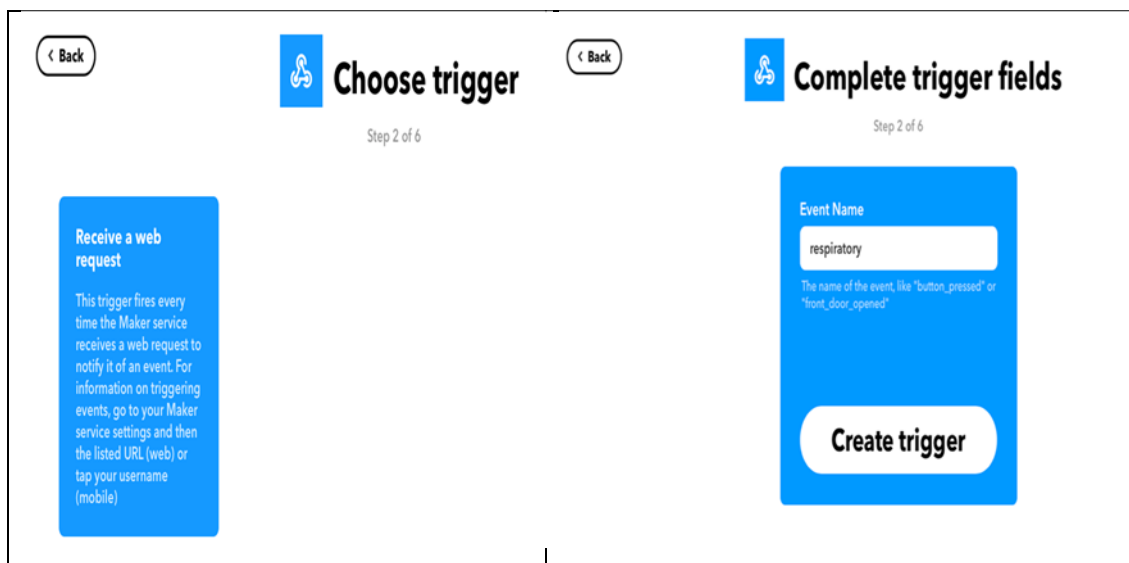 < Back
Choose trigger
Step 2 of 6
Receive a web
request
This trigger fires every
time the Maker service
receives a web request to
notify it of an event. For
information on triggering
events, go to your Maker
service settings and then
the listed URL (web) or
tap your username
(mobile)
< Back
Complete trigger fields
Step 2 of 6
Event Name
respiratory
The name of the event, like "button_pressed" or
"front_door_opened"
Create trigger